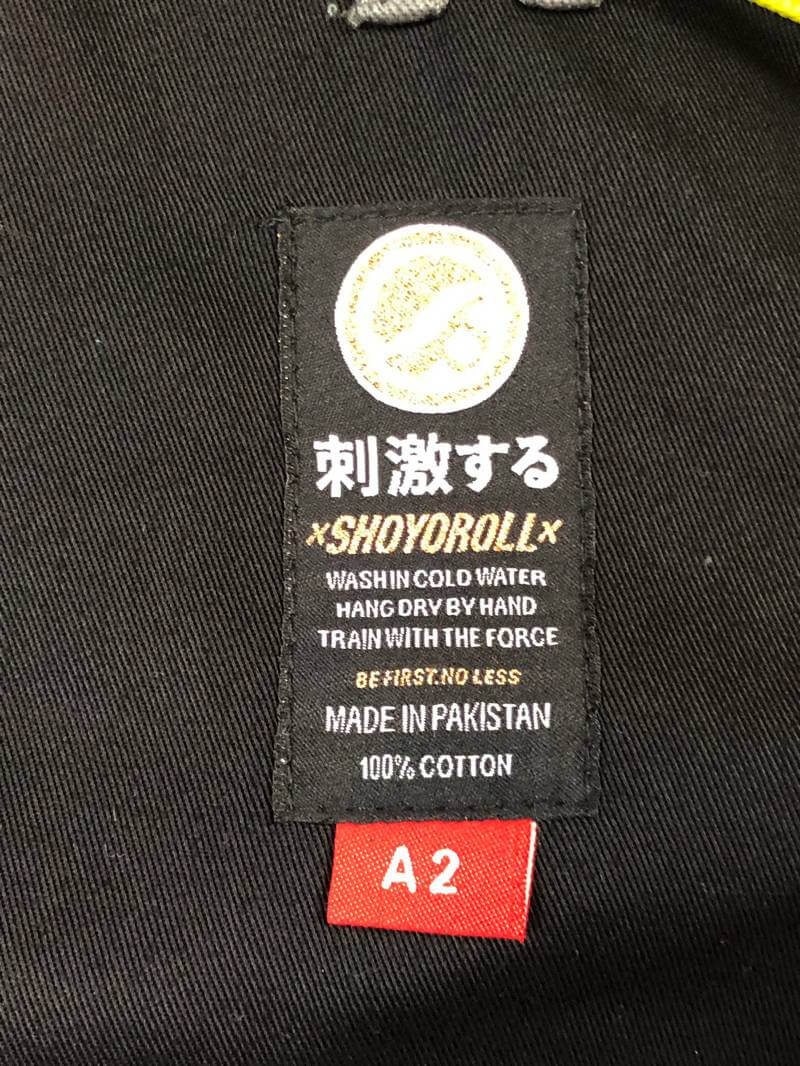 刺激する
×SHOYOROLL×
WASH IN COLD WATER
HANG DRY BY HAND
TRAIN WITH THE FORCE
BE FIRST. NO LESS
MADE IN PAKISTAN
100% COTTON
A2